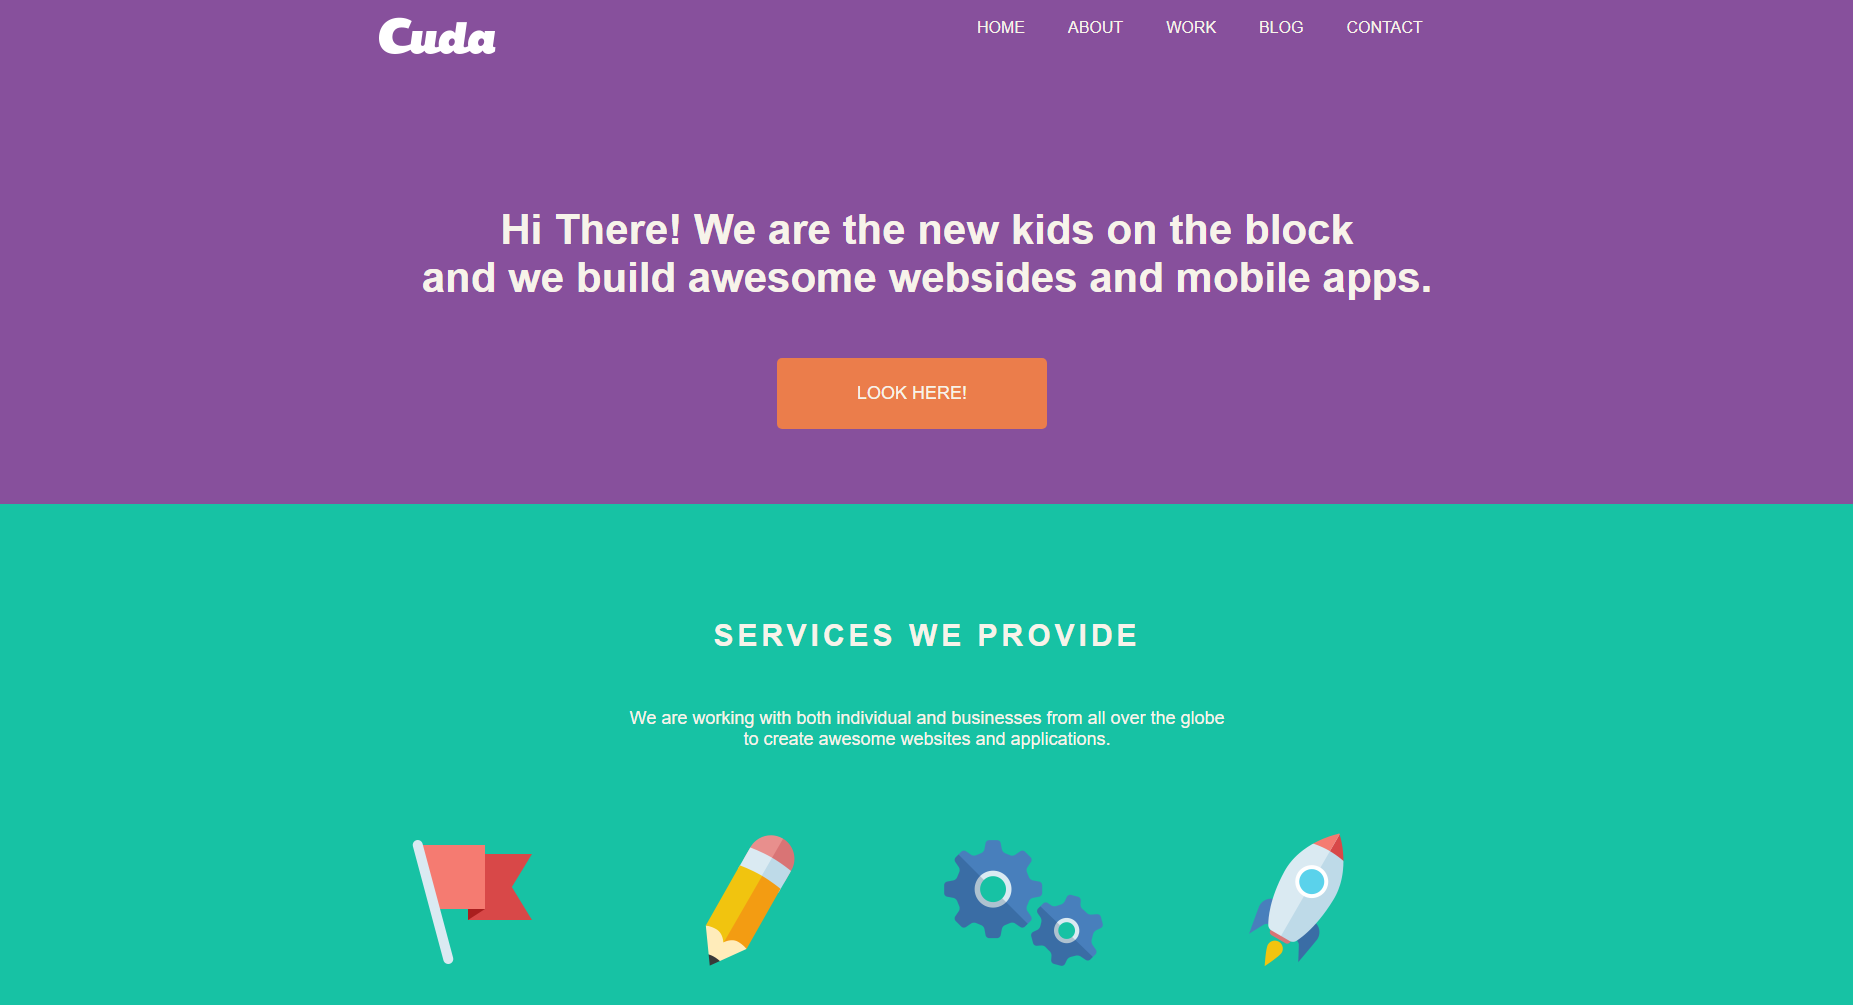 Cuda
HOME ABOUT WORK BLOG CONTACT
Hi There! We are the new kids on the block
and we build awesome websides and mobile apps.
LOOK HERE!
SERVICES WE PROVIDE
We are working with both individual and businesses from all over the globe
to create awesome websites and applications.